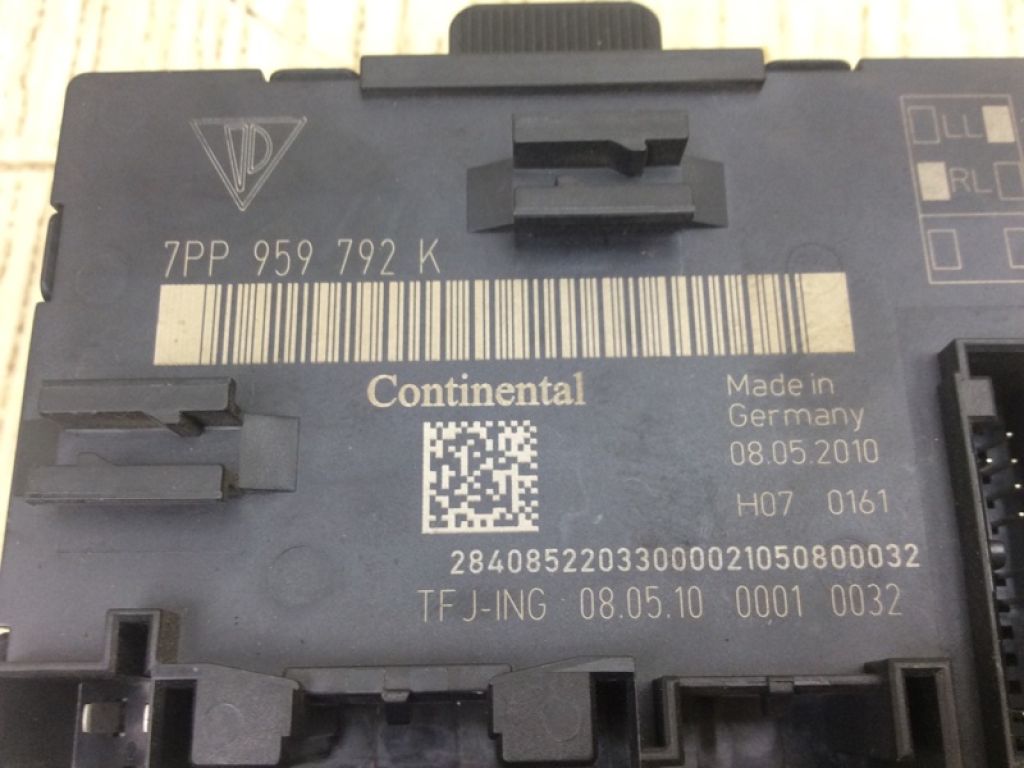 7PP 959 792 K
LL
RL
Continental
Made in
Germany
08.05.2010
H07 0161
28408522033000021050800032
TFJ-ING 08.05.10 0001 0032